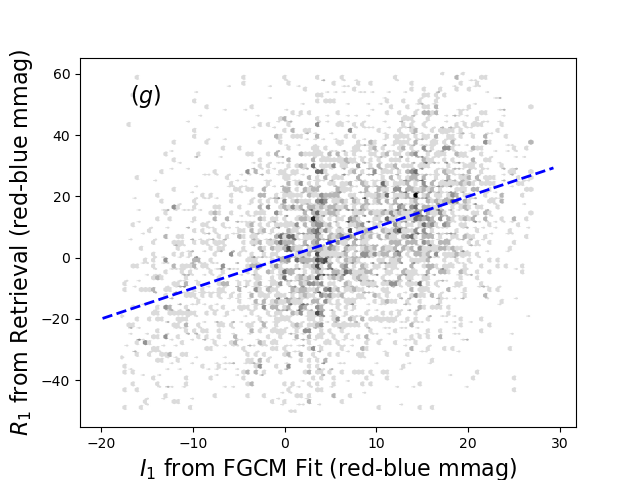 (g)
60
40
20
0
−20
−40
−20 −10 0 10 20 30
R₁ from Retrieval (red-blue mmag)
I₁ from FGCM Fit (red-blue mmag)